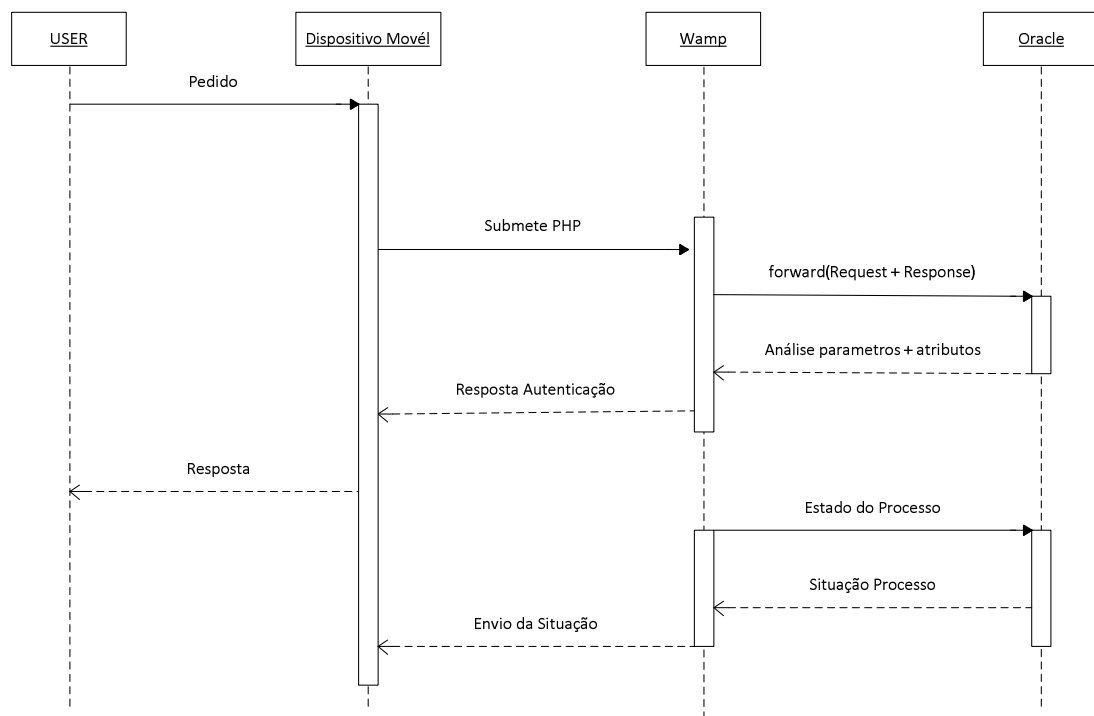 USER
Dispositivo Movél
Wamp
Oracle
Pedido
Submete PHP
forward(Request + Response)
Análise parametros + atributos
Resposta Autenticação
Resposta
Estado do Processo
Situação Processo
Envio da Situação